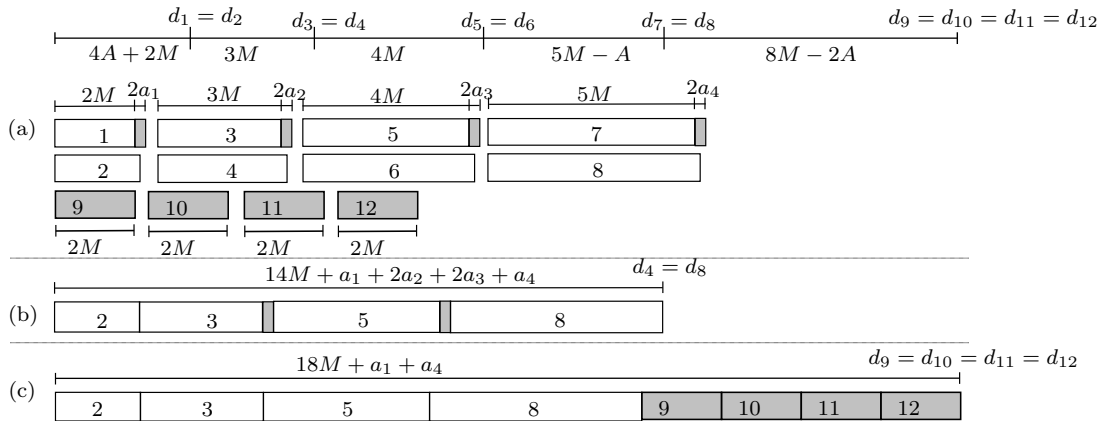 d₁ = d₂ d₃ = d₄ d₅ = d₆ d₇ = d₈ d₉ = d₁₀ = d₁₁ = d₁₂
4A + 2M 3M 4M 5M − A 8M − 2A
2M 2a₁ 3M 2a₂ 4M 2a₃ 5M 2a₄
(a)
1 3 5 7
2 4 6 8
9 10 11 12
2M 2M 2M 2M
14M + a₁ + 2a₂ + 2a₃ + a₄ d₄ = d₈
(b) 2 3 5 8
18M + a₁ + a₄ d₉ = d₁₀ = d₁₁ = d₁₂
(c) 2 3 5 8 9 10 11 12